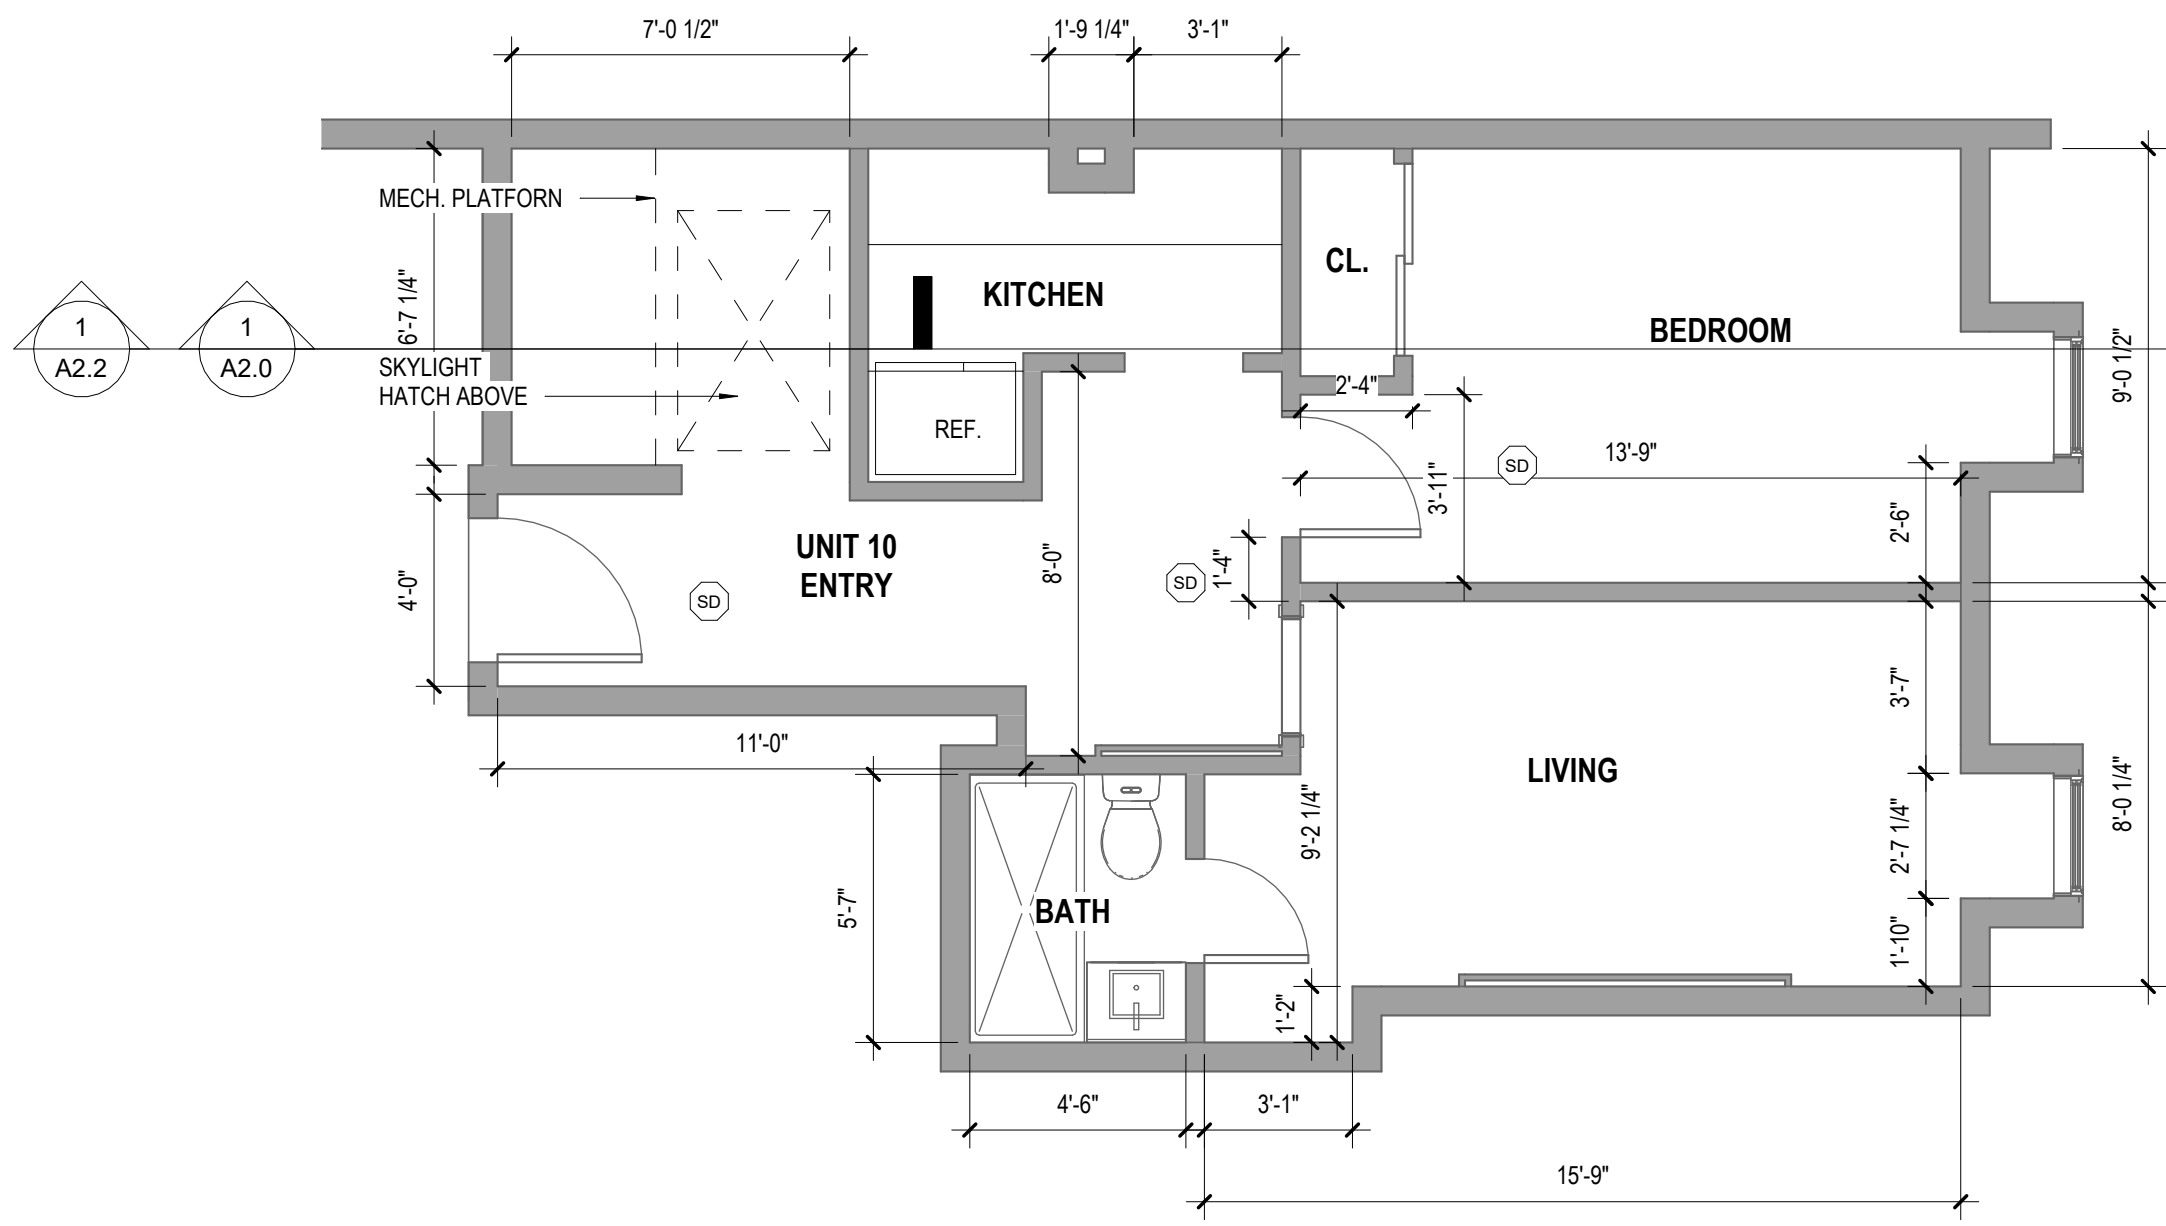 7'-0 1/2"
1'-9 1/4"
3'-1"
MECH. PLATFORN
6'-7 1/4"
CL.
KITCHEN
BEDROOM
1
A2.2
1
A2.0
SKYLIGHT
HATCH ABOVE
9'-0 1/2"
2'-4"
REF.
13'-9"
SD
3'-11"
2'-6"
UNIT 10
ENTRY
8'-0"
1'-4"
SD
4'-0"
SD
3'-7"
11'-0"
LIVING
9'-2 1/4"
2'-7 1/4"
8'-0 1/4"
5'-7"
BATH
1'-10"
1'-2"
4'-6"
3'-1"
15'-9"